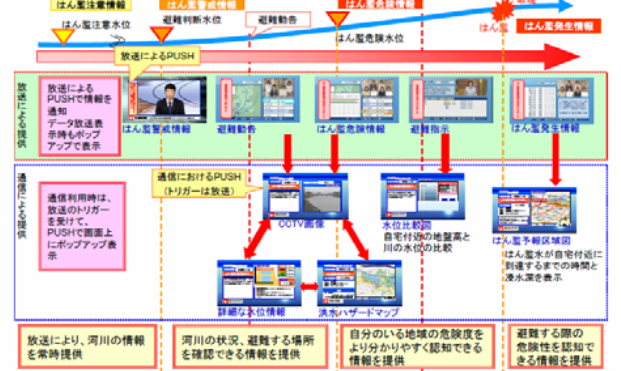 はん濫注意情報
はん濫警戒情報
はん濫危険情報
はん濫注意水位
避難判断水位
避難勧告
はん濫危険水位
はん濫
はん濫発生情報
放送によるPUSH
放送による提供
放送による
PUSHで情報を
通知
データ放送表
示時もポップ
アップで表示
はん濫警戒情報
避難勧告
はん濫危険情報
避難指示
はん濫発生情報
通信による提供
通信利用時は、
放送のトリガー
を受けて、
PUSHで画面上
にポップアップ表
示
通信におけるPUSH
(トリガーは放送)
CCTV画像
水位比較図
自宅付近の地盤高と
川の水位の比較
はん濫予報区域図
はん濫水が自宅付近に
到達するまでの時間と
浸水深を表示
詳細な水位情報
洪水ハザードマップ
放送により、河川の情報
を常時提供
河川の状況、避難する場所
を確認できる情報を提供
自分のいる地域の危険度を
より分かりやすく認知できる
情報を提供
避難する際の
危険性を認知で
きる情報を提供